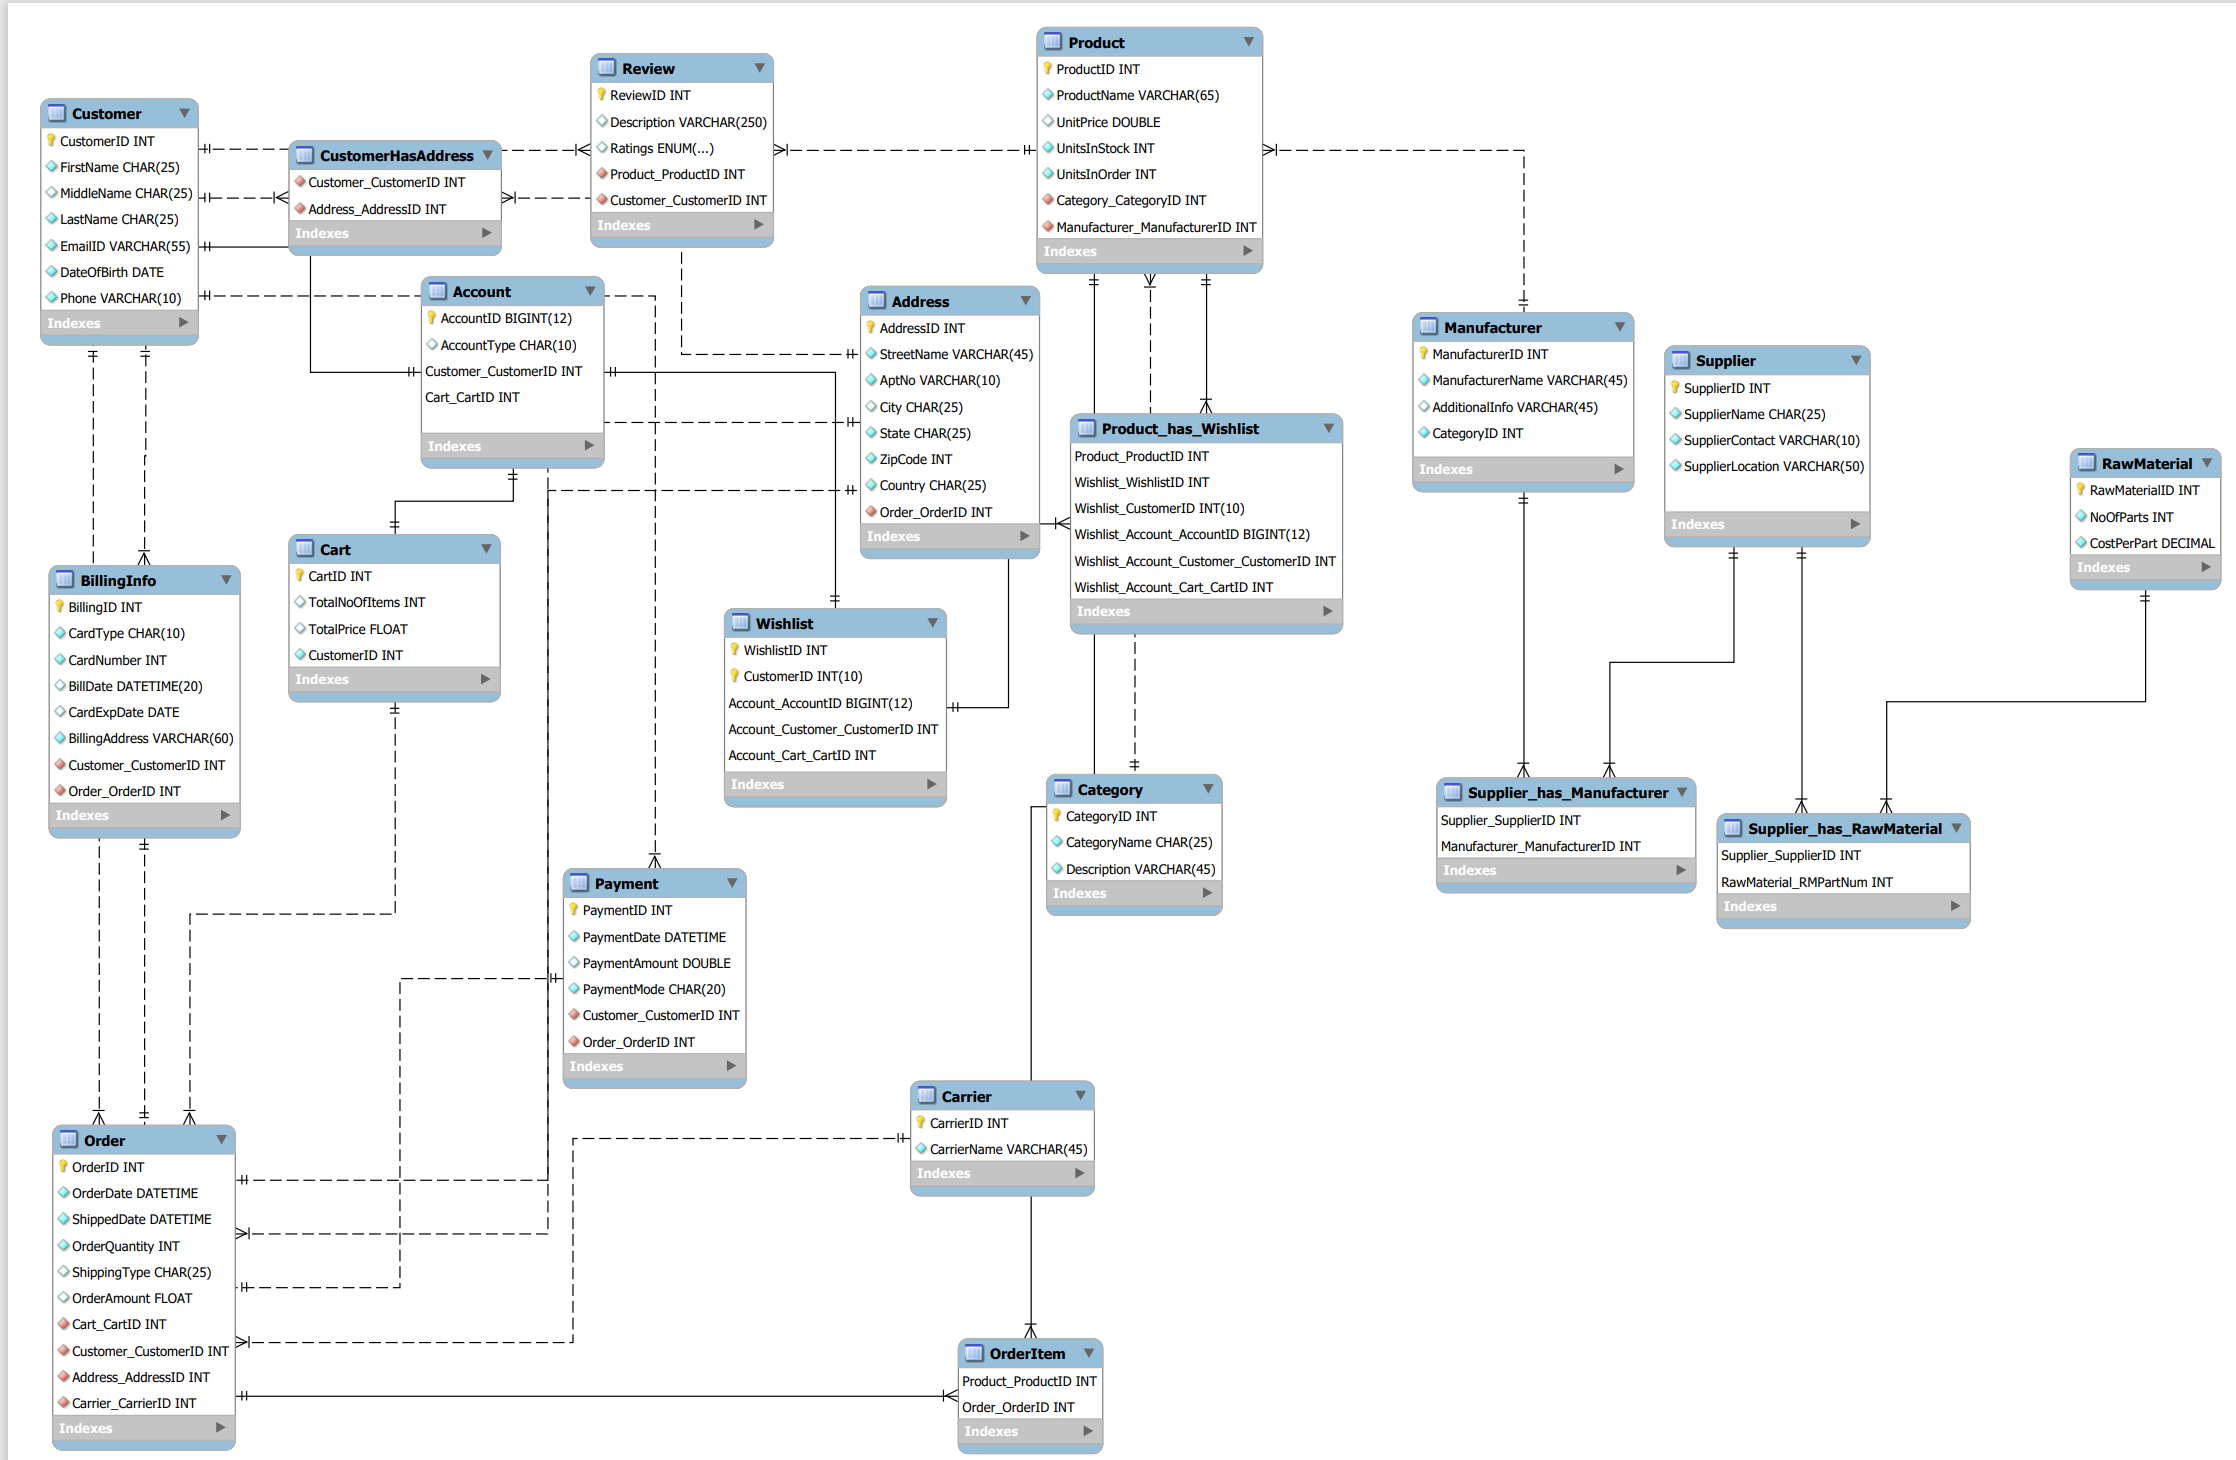 Customer
CustomerID INT
FirstName CHAR(25)
MiddleName CHAR(25)
LastName CHAR(25)
EmailID VARCHAR(55)
DateOfBirth DATE
Phone VARCHAR(10)
Indexes
CustomerHasAddress
Customer_CustomerID INT
Address_AddressID INT
Indexes
Review
ReviewID INT
Description VARCHAR(250)
Ratings ENUM(...)
Product_ProductID INT
Customer_CustomerID INT
Indexes
Product
ProductID INT
ProductName VARCHAR(65)
UnitPrice DOUBLE
UnitsInStock INT
UnitsInOrder INT
Category_CategoryID INT
Manufacturer_ManufacturerID INT
Indexes
Account
AccountID BIGINT(12)
AccountType CHAR(10)
Customer_CustomerID INT
Cart_CartID INT
Indexes
Address
AddressID INT
StreetName VARCHAR(45)
AptNo VARCHAR(10)
City CHAR(25)
State CHAR(25)
ZipCode INT
Country CHAR(25)
Order_OrderID INT
Indexes
Manufacturer
ManufacturerID INT
ManufacturerName VARCHAR(45)
AdditionalInfo VARCHAR(45)
CategoryID INT
Indexes
Supplier
SupplierID INT
SupplierName CHAR(25)
SupplierContact VARCHAR(10)
SupplierLocation VARCHAR(50)
Indexes
RawMaterial
RawMaterialID INT
NoOfParts INT
CostPerPart DECIMAL
Indexes
Product_has_Wishlist
Product_ProductID INT
Wishlist_WishlistID INT
Wishlist_CustomerID INT(10)
Wishlist_Account_AccountID BIGINT(12)
Wishlist_Account_Customer_CustomerID INT
Wishlist_Account_Cart_CartID INT
Indexes
Cart
CartID INT
TotalNoOfItems INT
TotalPrice FLOAT
CustomerID INT
Indexes
BillingInfo
BillingID INT
CardType CHAR(10)
CardNumber INT
BillDate DATETIME(20)
CardExpDate DATE
BillingAddress VARCHAR(60)
Customer_CustomerID INT
Order_OrderID INT
Indexes
Wishlist
WishlistID INT
CustomerID INT(10)
Account_AccountID BIGINT(12)
Account_Customer_CustomerID INT
Account_Cart_CartID INT
Indexes
Category
CategoryID INT
CategoryName CHAR(25)
Description VARCHAR(45)
Indexes
Supplier_has_Manufacturer
Supplier_SupplierID INT
Manufacturer_ManufacturerID INT
Indexes
Supplier_has_RawMaterial
Supplier_SupplierID INT
RawMaterial_RMPartNum INT
Indexes
Payment
PaymentID INT
PaymentDate DATETIME
PaymentAmount DOUBLE
PaymentMode CHAR(20)
Customer_CustomerID INT
Order_OrderID INT
Indexes
Carrier
CarrierID INT
CarrierName VARCHAR(45)
Indexes
Order
OrderID INT
OrderDate DATETIME
ShippedDate DATETIME
OrderQuantity INT
ShippingType CHAR(25)
OrderAmount FLOAT
Cart_CartID INT
Customer_CustomerID INT
Address_AddressID INT
Carrier_CarrierID INT
Indexes
OrderItem
Product_ProductID INT
Order_OrderID INT
Indexes